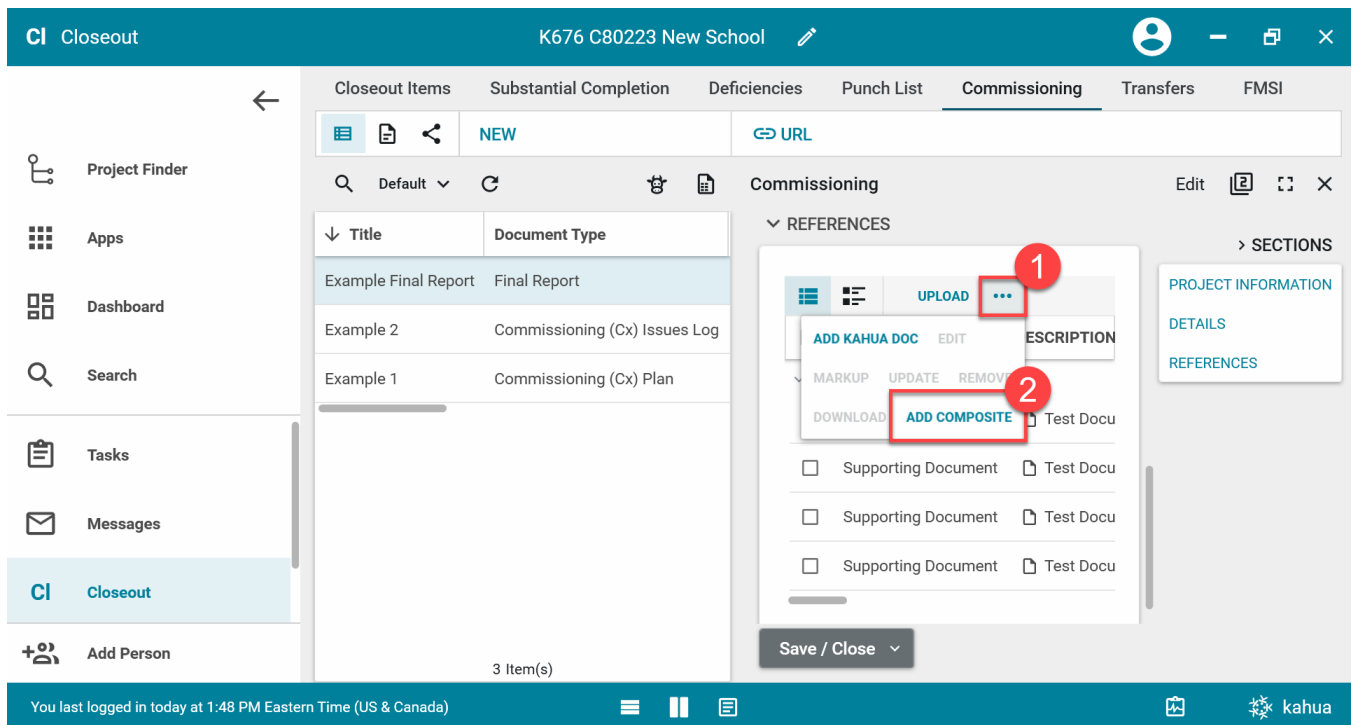 Cl Closeout
K676 C80223 New School
Closeout Items Substantial Completion Deficiencies Punch List Commissioning Transfers FMSI
NEW
URL
Project Finder
Apps
Dashboard
Search
Tasks
Messages
Cl Closeout
Add Person
Default
Title Document Type
Example Final Report Final Report
Example 2 Commissioning (Cx) Issues Log
Example 1 Commissioning (Cx) Plan
3 Item(s)
Commissioning
Edit 2
REFERENCES
1
UPLOAD ...
ADD KAHUA DOC EDIT
ESCRIPTION
MARKUP UPDATE REMOVE
2
DOWNLOAD ADD COMPOSITE
Test Docu
Supporting Document Test Docu
Supporting Document Test Docu
Supporting Document Test Docu
Save / Close
> SECTIONS
PROJECT INFORMATION
DETAILS
REFERENCES
You last logged in today at 1:48 PM Eastern Time (US & Canada)
kahua